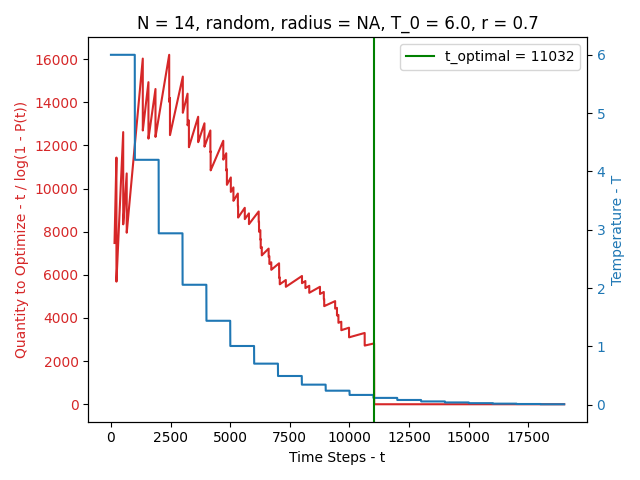 N = 14, random, radius = NA, T_0 = 6.0, r = 0.7
t_optimal = 11032
Quantity to Optimize - t / log(1 - P(t))
16000
14000
12000
10000
8000
6000
4000
2000
0
6
5
4
3
2
1
0
Temperature - T
0 2500 5000 7500 10000 12500 15000 17500
Time Steps - t